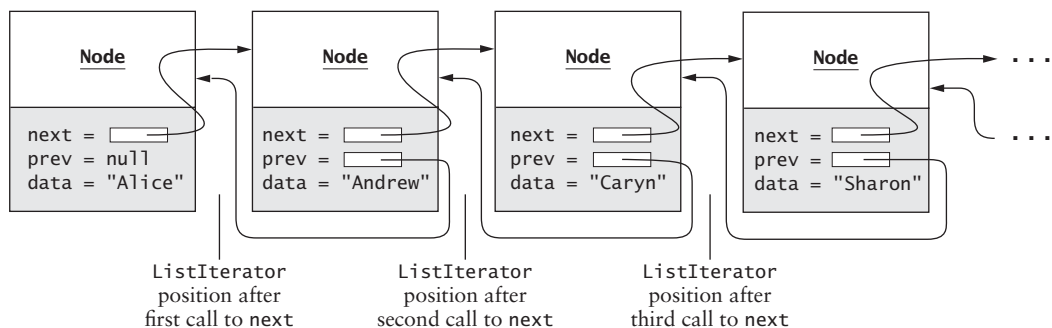 Node
next =
prev = null
data = "Alice"
Node
next =
prev =
data = "Andrew"
Node
next =
prev =
data = "Caryn"
Node
next =
prev =
data = "Sharon"
...
...
ListIterator
position after
first call to next
ListIterator
position after
second call to next
ListIterator
position after
third call to next